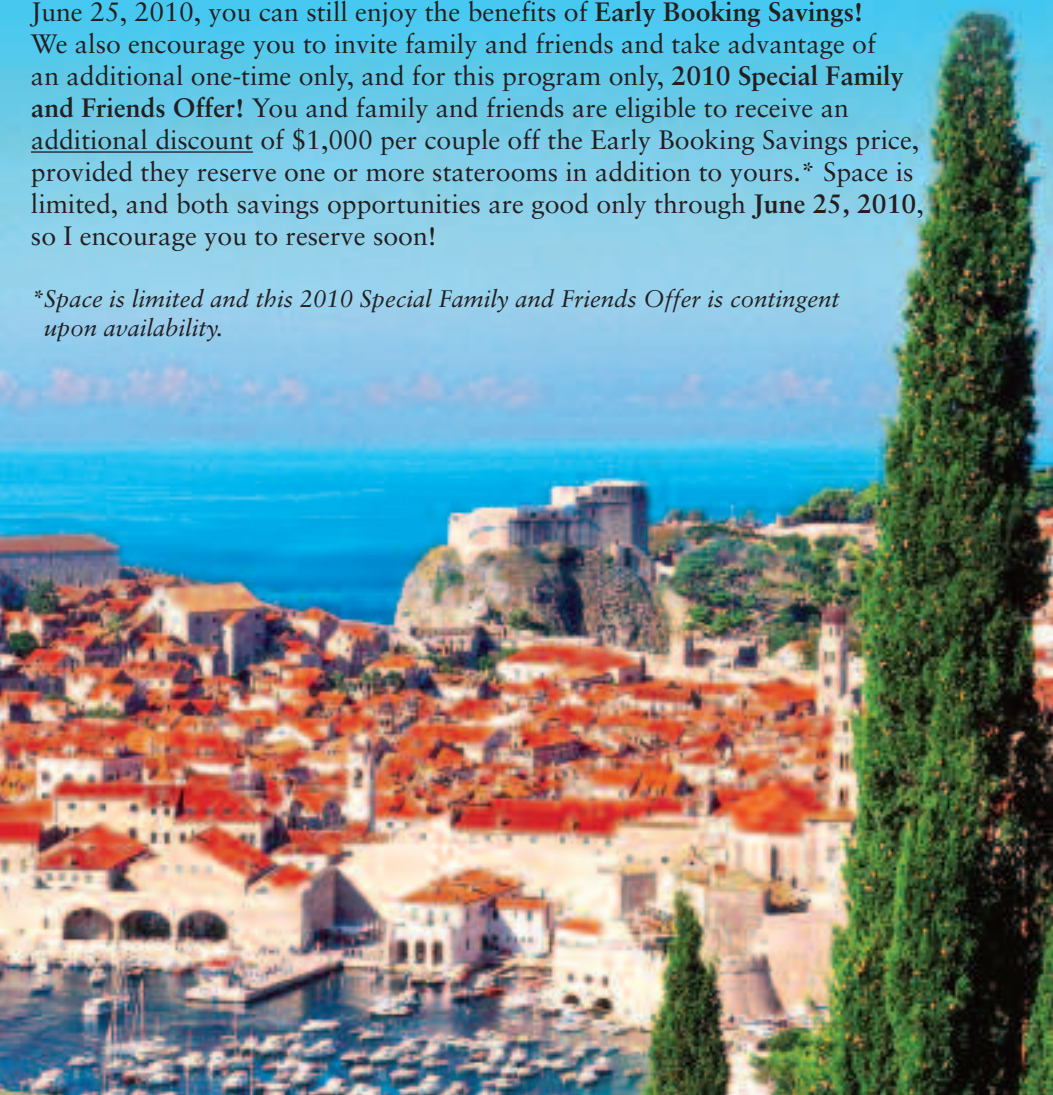 June 25, 2010, you can still enjoy the benefits of Early Booking Savings!
We also encourage you to invite family and friends and take advantage of
an additional one-time only, and for this program only, 2010 Special Family
and Friends Offer! You and family and friends are eligible to receive an
additional discount of $1,000 per couple off the Early Booking Savings price,
provided they reserve one or more staterooms in addition to yours.* Space is
limited, and both savings opportunities are good only through June 25, 2010,
so I encourage you to reserve soon!
*Space is limited and this 2010 Special Family and Friends Offer is contingent
upon availability.